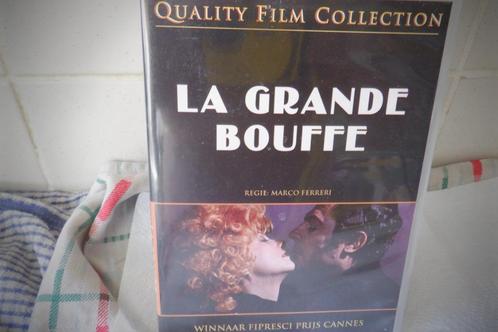 QUALITY FILM COLLECTION
LA GRANDE
BOUFFE
REGIE: MARCO FERRERI
WINNAAR FIPRESCI PRIJS CANNES